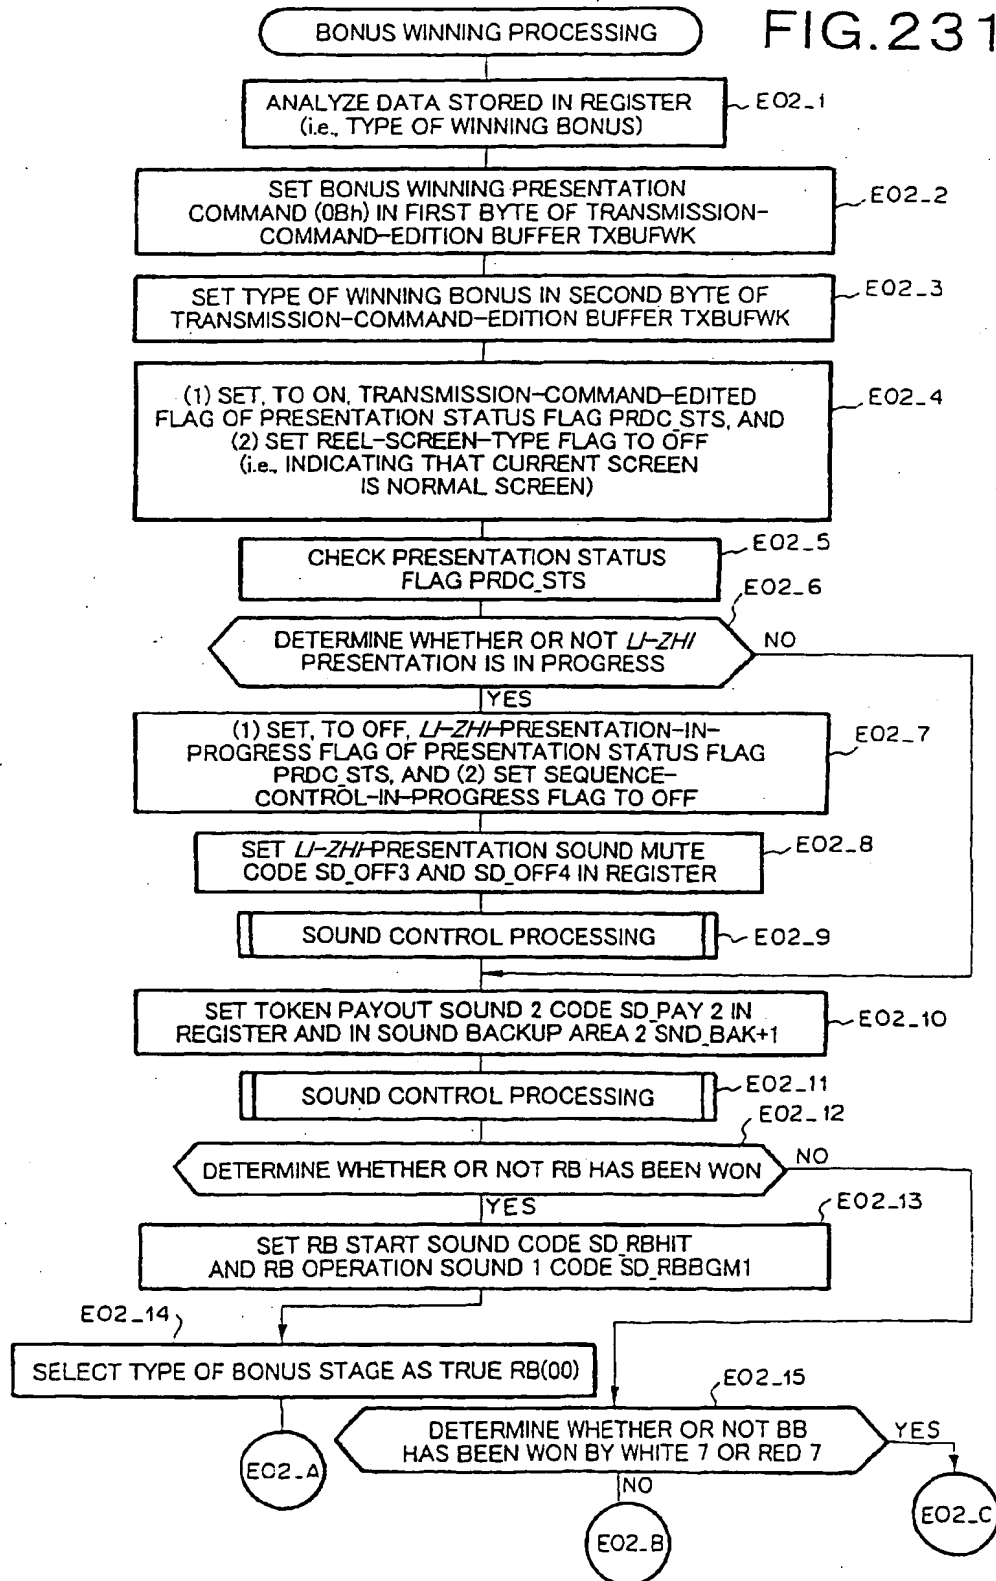 FIG.231
BONUS WINNING PROCESSING
ANALYZE DATA STORED IN REGISTER
(i.e., TYPE OF WINNING BONUS)
E02_1
SET BONUS WINNING PRESENTATION
COMMAND (0Bh) IN FIRST BYTE OF TRANSMISSION-
COMMAND-EDITION BUFFER TXBUFWK
E02_2
SET TYPE OF WINNING BONUS IN SECOND BYTE OF
TRANSMISSION-COMMAND-EDITION BUFFER TXBUFWK
E02_3
(1) SET, TO ON, TRANSMISSION-COMMAND-EDITED
FLAG OF PRESENTATION STATUS FLAG PRDC_STS, AND
(2) SET REEL-SCREEN-TYPE FLAG TO OFF
(i.e., INDICATING THAT CURRENT SCREEN
IS NORMAL SCREEN)
E02_4
CHECK PRESENTATION STATUS
FLAG PRDC_STS
E02_5
DETERMINE WHETHER OR NOT LI-ZHI
PRESENTATION IS IN PROGRESS
E02_6
NO
YES
(1) SET, TO OFF, LI-ZHI-PRESENTATION-IN-
PROGRESS FLAG OF PRESENTATION STATUS FLAG
PRDC_STS, AND (2) SET SEQUENCE-
CONTROL-IN-PROGRESS FLAG TO OFF
E02_7
SET LI-ZHI-PRESENTATION SOUND MUTE
CODE SD_OFF3 AND SD_OFF4 IN REGISTER
E02_8
SOUND CONTROL PROCESSING
E02_9
SET TOKEN PAYOUT SOUND 2 CODE SD_PAY 2 IN
REGISTER AND IN SOUND BACKUP AREA 2 SND_BAK+1
E02_10
SOUND CONTROL PROCESSING
E02_11
E02_12
DETERMINE WHETHER OR NOT RB HAS BEEN WON
NO
YES
E02_13
SET RB START SOUND CODE SD_RBHIT
AND RB OPERATION SOUND 1 CODE SD_RBBGM1
E02_14
SELECT TYPE OF BONUS STAGE AS TRUE RB(00)
E02_15
DETERMINE WHETHER OR NOT BB
HAS BEEN WON BY WHITE 7 OR RED 7
YES
NO
E02_A
E02_B
E02_C